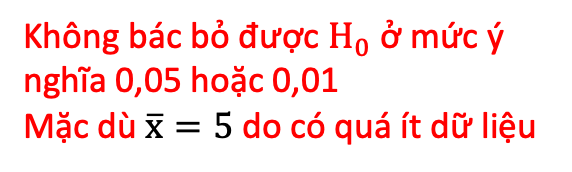 Không bác bỏ được H₀ ở mức ý
nghĩa 0,05 hoặc 0,01
Mặc dù x̄ = 5 do có quá ít dữ liệu